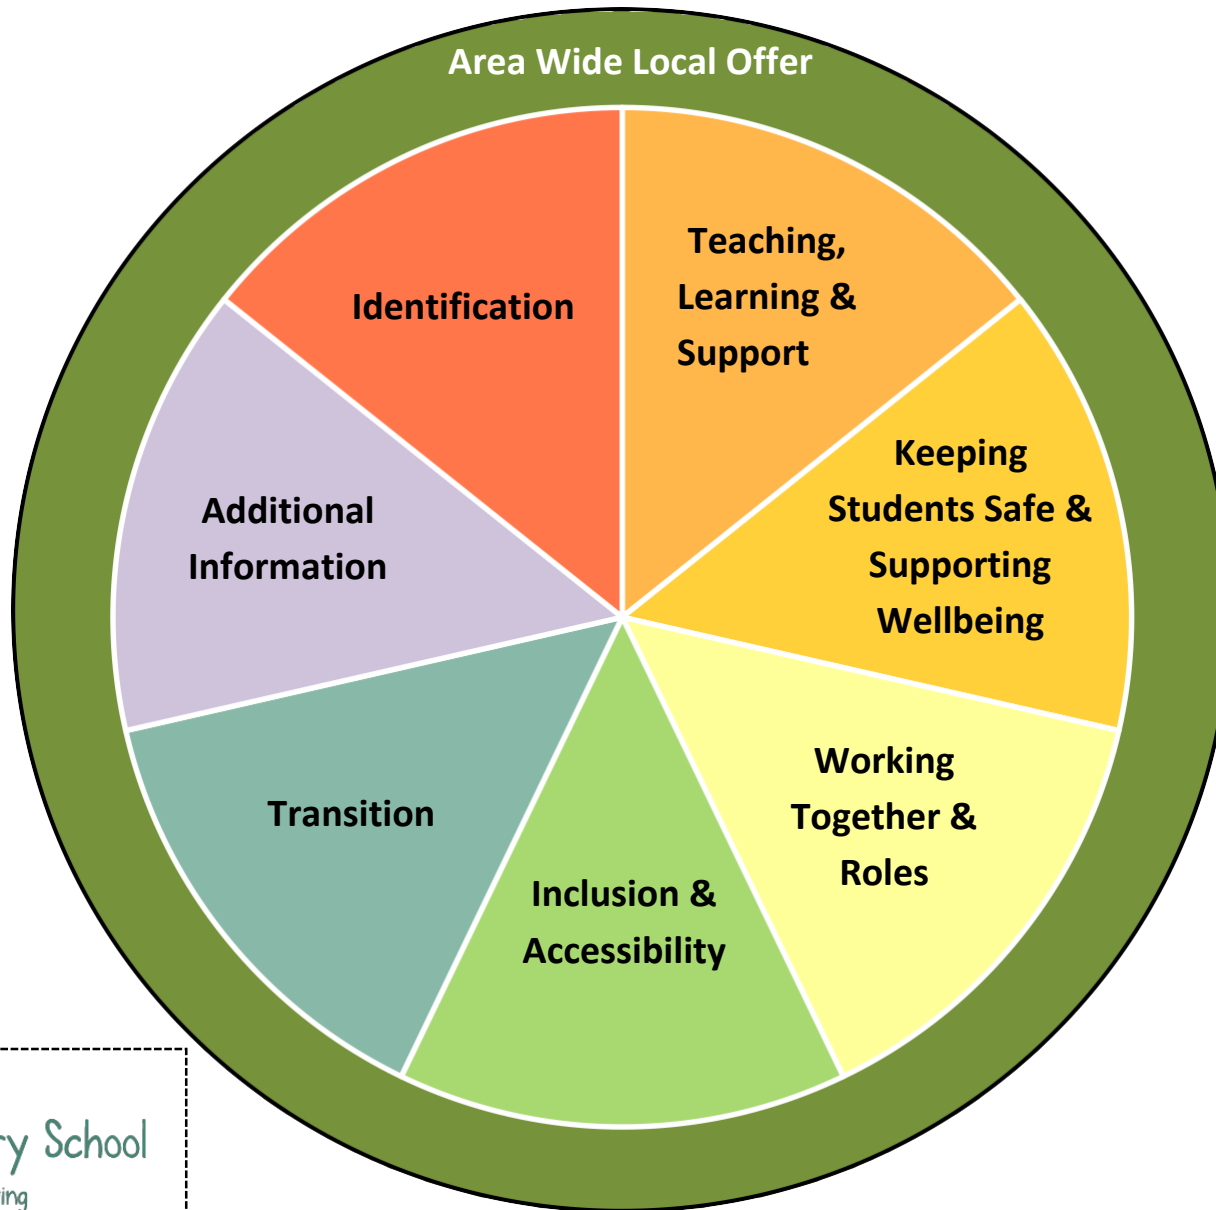 Area Wide Local Offer
Identification
Teaching,
Learning &
Support
Keeping
Students Safe &
Supporting
Wellbeing
Working
Together &
Roles
Inclusion &
Accessibility
Transition
Additional
Information
School